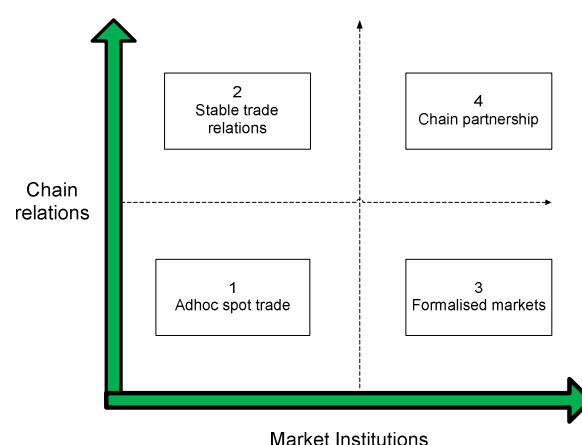 2
Stable trade
relations
4
Chain partnership
Chain
relations
1
Adhoc spot trade
3
Formalised markets
Market Institutions